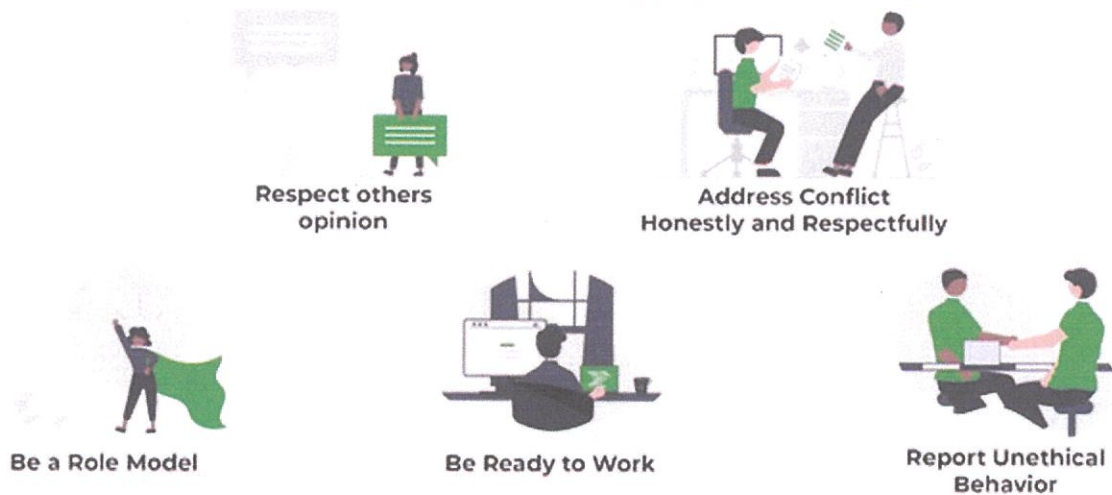 Respect others
opinion
Address Conflict
Honestly and Respectfully
Be a Role Model
Be Ready to Work
Report Unethical
Behavior